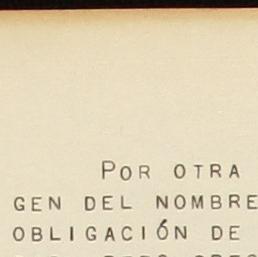 POR OTRA
GEN DEL NOMBRE
OBLIGACIÓN DE